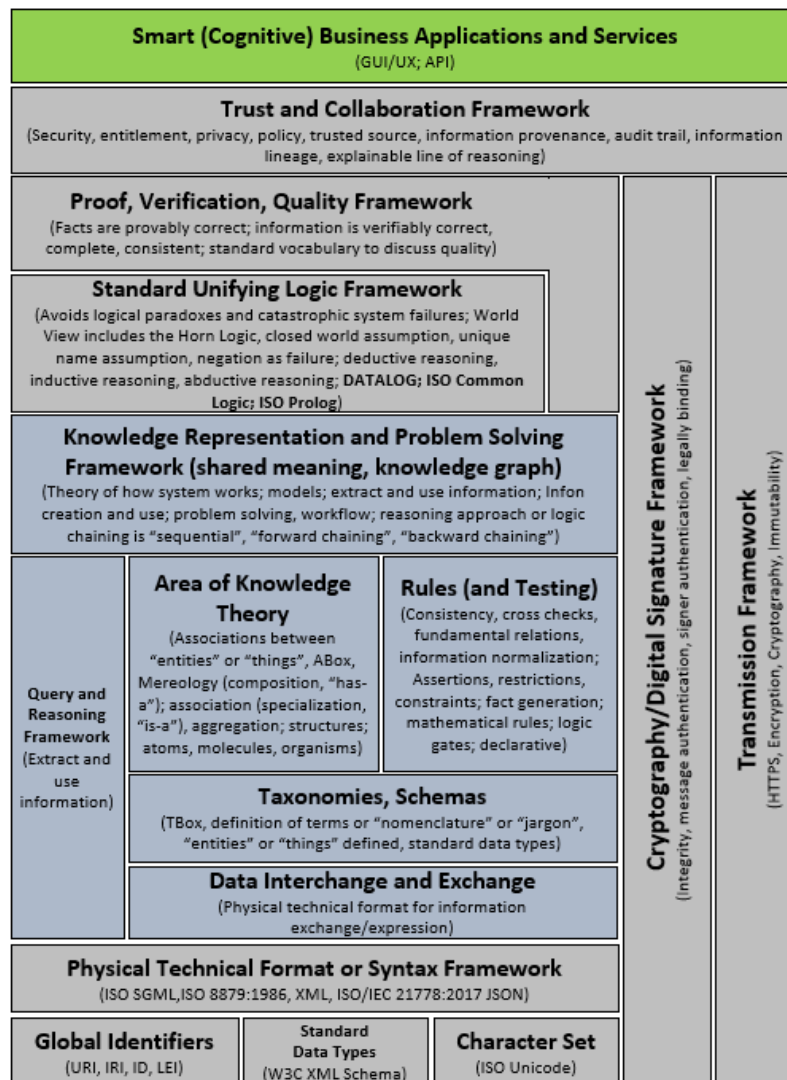 Smart (Cognitive) Business Applications and Services
(GUI/UX; API)
Trust and Collaboration Framework
(Security, entitlement, privacy, policy, trusted source, information provenance, audit trail, information
lineage, explainable line of reasoning)
Proof, Verification, Quality Framework
(Facts are provably correct; information is verifiably correct,
complete, consistent; standard vocabulary to discuss quality)
Standard Unifying Logic Framework
(Avoids logical paradoxes and catastrophic system failures; World
View includes the Horn Logic, closed world assumption, unique
name assumption, negation as failure; deductive reasoning,
inductive reasoning, abductive reasoning; DATALOG; ISO Common
Logic; ISO Prolog)
Knowledge Representation and Problem Solving
Framework (shared meaning, knowledge graph)
(Theory of how system works; models; extract and use information; Infon
creation and use; problem solving, workflow; reasoning approach or logic
chaining is “sequential”, “forward chaining”, “backward chaining”)
Query and
Reasoning
Framework
(Extract and
use
information)
Area of Knowledge
Theory
(Associations between
“entities” or “things”, ABox,
Mereology (composition, “has-
a”); association (specialization,
“is-a”), aggregation; structures;
atoms, molecules, organisms)
Rules (and Testing)
(Consistency, cross checks,
fundamental relations,
information normalization;
Assertions, restrictions,
constraints; fact generation;
mathematical rules; logic
gates; declarative)
Taxonomies, Schemas
(TBox, definition of terms or “nomenclature” or “jargon”,
“entities” or “things” defined, standard data types)
Data Interchange and Exchange
(Physical technical format for information
exchange/expression)
Physical Technical Format or Syntax Framework
(ISO SGML,ISO 8879:1986, XML, ISO/IEC 21778:2017 JSON)
Global Identifiers
(URI, IRI, ID, LEI)
Standard
Data Types
(W3C XML Schema)
Character Set
(ISO Unicode)
Cryptography/Digital Signature Framework
(Integrity, message authentication, signer authentication, legally binding)
Transmission Framework
(HTTPS, Encryption, Cryptography, Immutability)